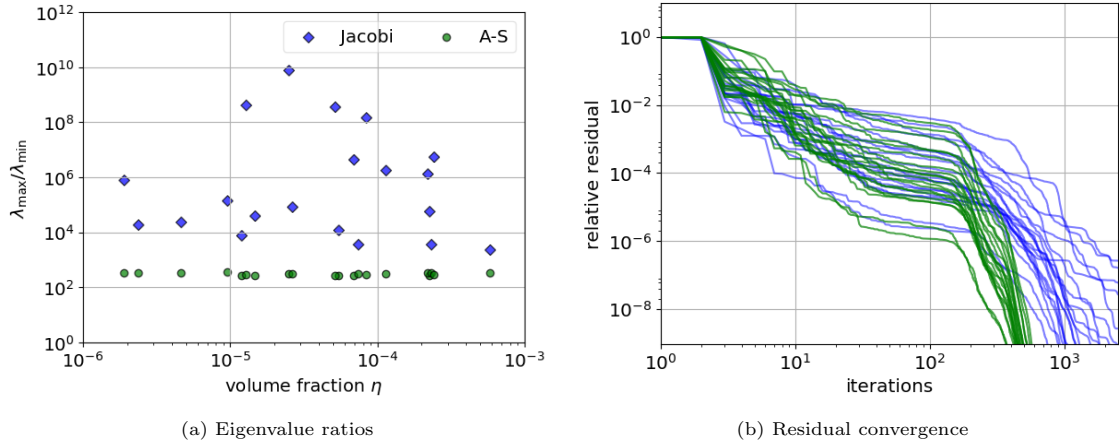 10^12
10^10
10^8
10^6
10^4
10^2
10^0
λmax/λmin
Jacobi A-S
10^-6 10^-5 10^-4 10^-3
volume fraction η
(a) Eigenvalue ratios
10^0
10^-2
10^-4
10^-6
10^-8
relative residual
10^0 10^1 10^2 10^3
iterations
(b) Residual convergence